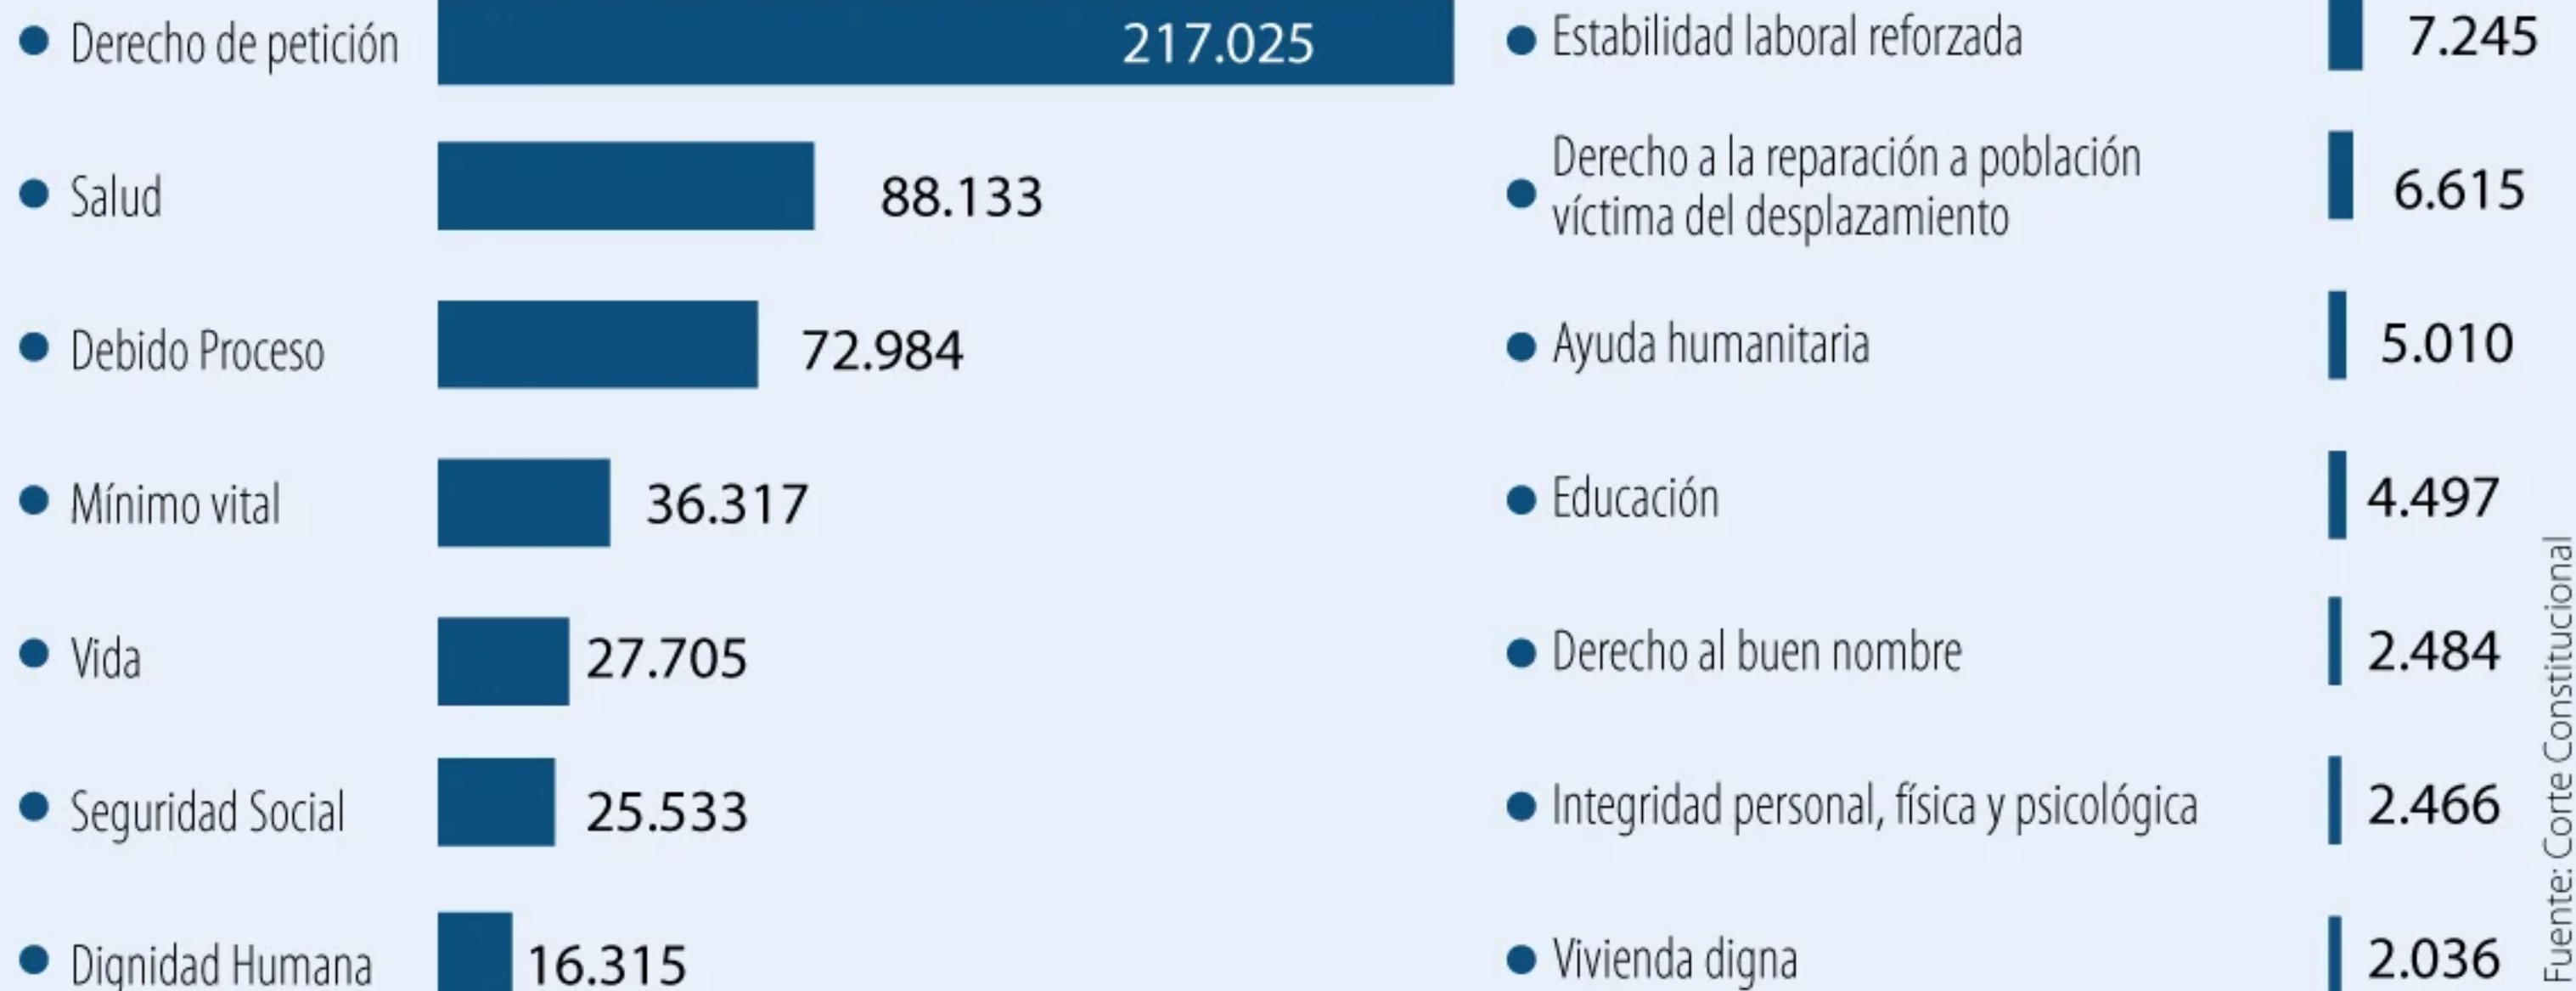 Derecho de petición 217.025
Salud 88.133
Debido Proceso 72.984
Mínimo vital 36.317
Vida 27.705
Seguridad Social 25.533
Dignidad Humana 16.315
Estabilidad laboral reforzada 7.245
Derecho a la reparación a población
víctima del desplazamiento 6.615
Ayuda humanitaria 5.010
Educación 4.497
Derecho al buen nombre 2.484
Integridad personal, física y psicológica 2.466
Vivienda digna 2.036
Fuente: Corte Constitucional